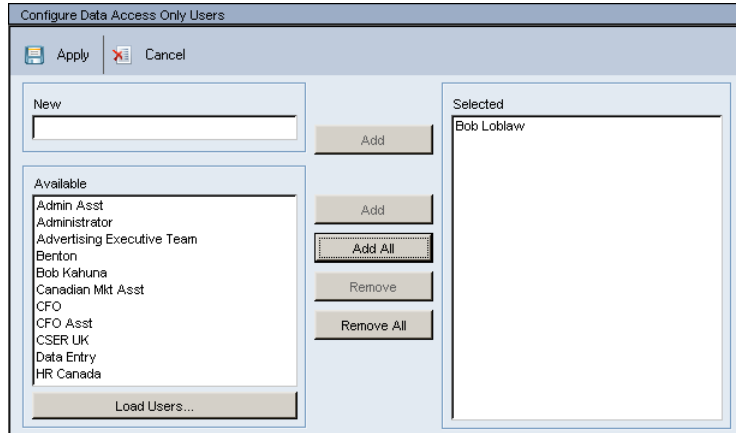 Configure Data Access Only Users
Apply
Cancel
New
Add
Selected
Bob Loblaw
Available
Admin Asst
Administrator
Advertising Executive Team
Benton
Bob Kahuna
Canadian Mkt Asst
CFO
CFO Asst
CSER UK
Data Entry
HR Canada
Add
Add All
Remove
Remove All
Load Users...